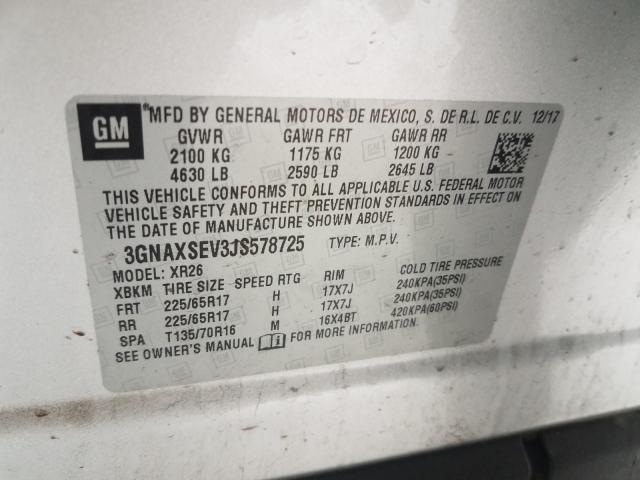 GM ®MFD BY GENERAL MOTORS DE MEXICO, S. DE R.L. DE C.V. 12/17
GVWR GAWR FRT GAWR RR
2100 KG 1175 KG 1200 KG
4630 LB 2590 LB 2645 LB
THIS VEHICLE CONFORMS TO ALL APPLICABLE U.S. FEDERAL MOTOR
VEHICLE SAFETY AND THEFT PREVENTION STANDARDS IN EFFECT ON
THE DATE OF MANUFACTURE SHOWN ABOVE.
3GNAXSEV3JS578725 TYPE: M.P.V.
MODEL: XR26
XBKM TIRE SIZE SPEED RTG RIM COLD TIRE PRESSURE
FRT 225/65R17 H 17X7J 240KPA(35PSI)
RR 225/65R17 H 17X7J 240KPA(35PSI)
SPA T135/70R16 M 16X4BT 420KPA(60PSI)
SEE OWNER'S MANUAL i FOR MORE INFORMATION.